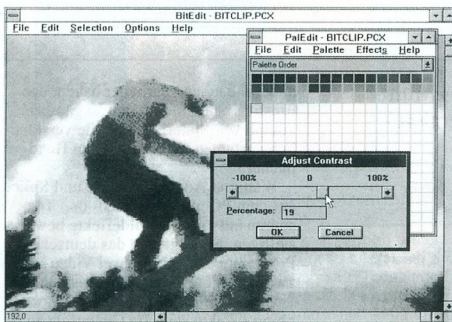 BitEdit - BITCLIP.PCX
File Edit Selection Options Help
PalEdit - BITCLIP.PCX
File Edit Palette Effects Help
Palette Order
Adjust Contrast
-100% 0 100%
Percentage: 19
OK Cancel
192,0